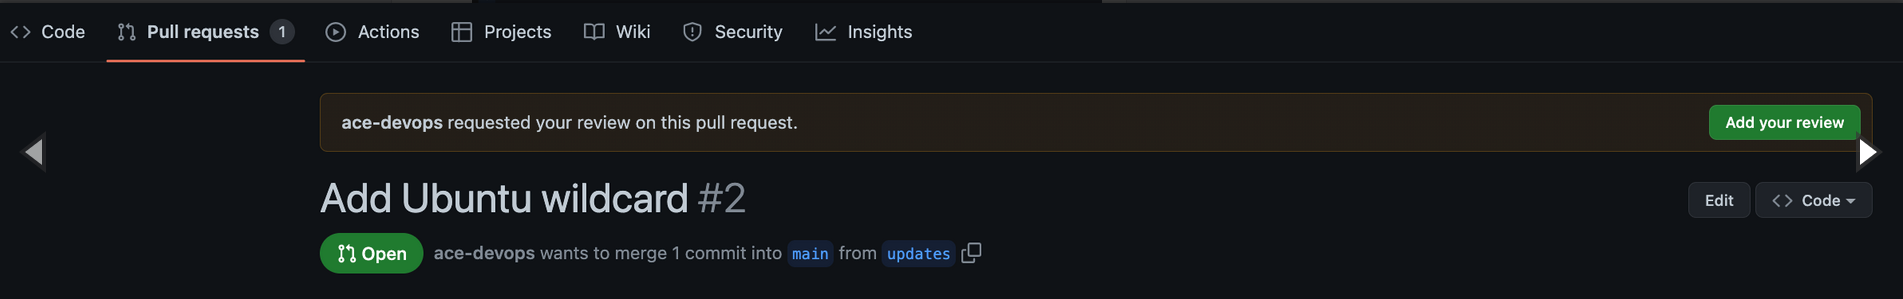 Code Pull requests 1 Actions Projects Wiki Security Insights
ace-devops requested your review on this pull request. Add your review
Add Ubuntu wildcard #2 Edit Code
Open ace-devops wants to merge 1 commit into main from updates